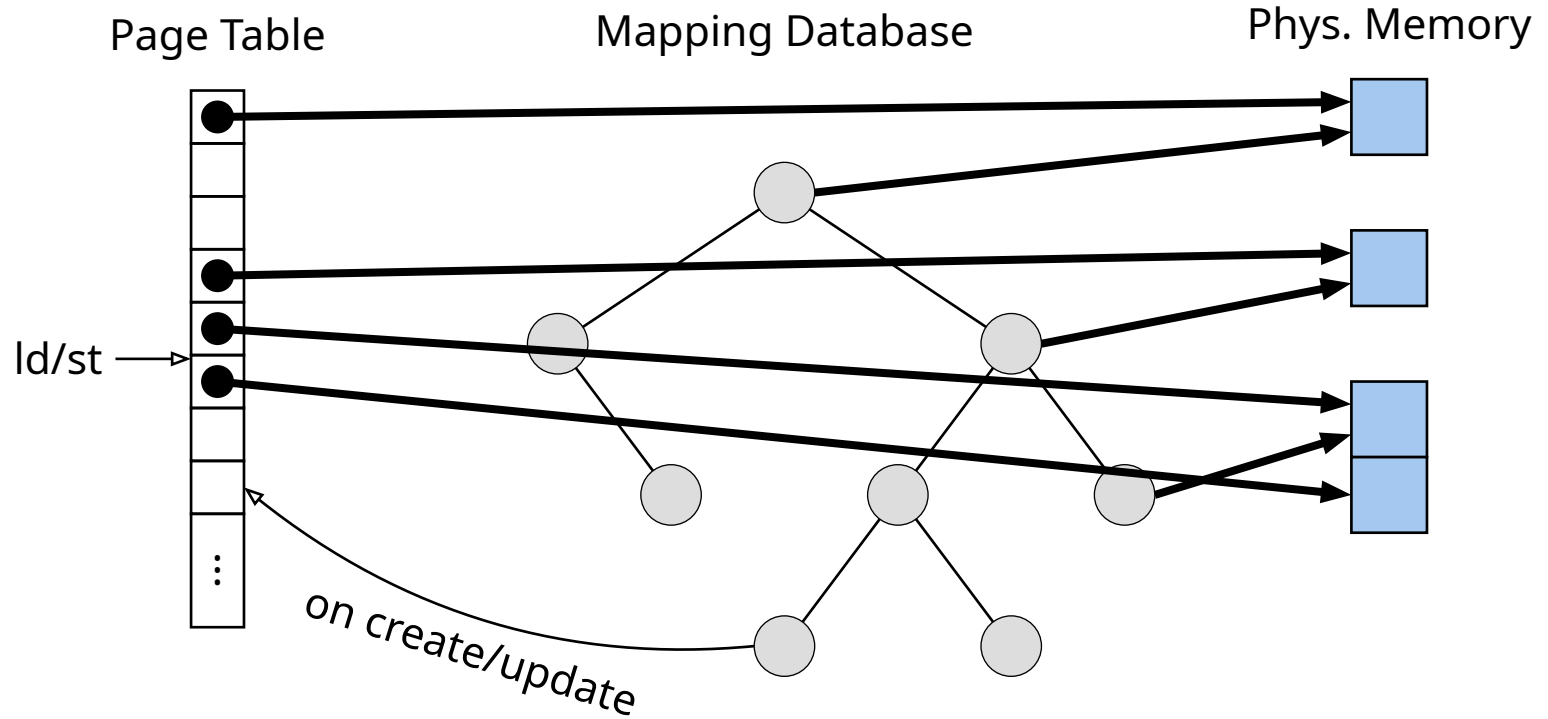 Page Table
Mapping Database
Phys. Memory
ld/st
⋮
on create/update